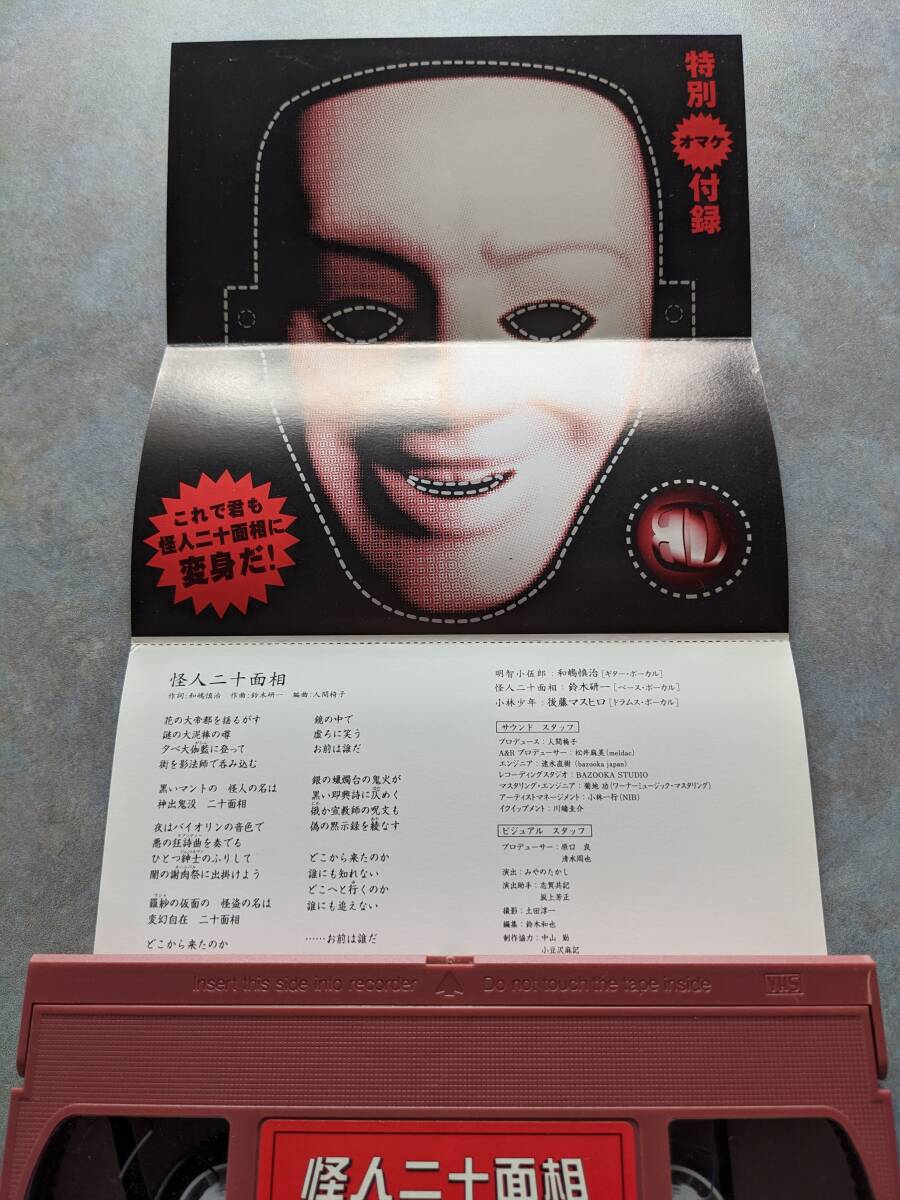 特別
オマケ
付録
これで君も
怪人二十面相に
変身だ!
怪人二十面相
作詞:和嶋慎治 作曲:鈴木研一 編曲:人間椅子
花の大帝都を揺るがす
謎の大泥棒の噂
夕べ大伽藍に登って
街を影法師で呑み込む
黒いマントの 怪人の名は
神出鬼没 二十面相
夜はバイオリンの音色で
悪の狂詩曲を奏でる
ひとつ紳士のふりして
闇の謝肉祭に出掛けよう
羅紗の仮面の 怪盗の名は
変幻自在 二十面相
どこから来たのか
鏡の中で
虚ろに笑う
お前は誰だ
銀の蝋燭台の鬼火が
黒い即興詩に仄めく
俄か宣教師の呪文も
偽の黙示録を綾なす
どこから来たのか
誰にも知れない
どこへと行くのか
誰にも追えない
……お前は誰だ
明智小伍郎:和嶋慎治[ギター・ボーカル]
怪人二十面相:鈴木研一[ベース・ボーカル]
小林少年:後藤マスヒロ[ドラムス・ボーカル]
サウンド スタッフ
プロデュース:人間椅子
A&R プロデューサー:松井麻美(meldac)
エンジニア:速水直樹(bazooka japan)
レコーディングスタジオ:BAZOOKA STUDIO
マスタリング・エンジニア:菊地 功(ワーナーミュージック・マスタリング)
アーティストマネージメント:小林一行(NIB)
イクイップメント:川端圭介
ビジュアル スタッフ
プロデューサー:原口 良
清水周也
演出:みやのたかし
演出助手:志賀共記
坂上芳正
撮影:土田淳一
編集:鈴木和也
制作協力:中山 勤
小豆沢麻記
Insert this side into recorder Do not touch the tape inside VHS
怪人二十面相